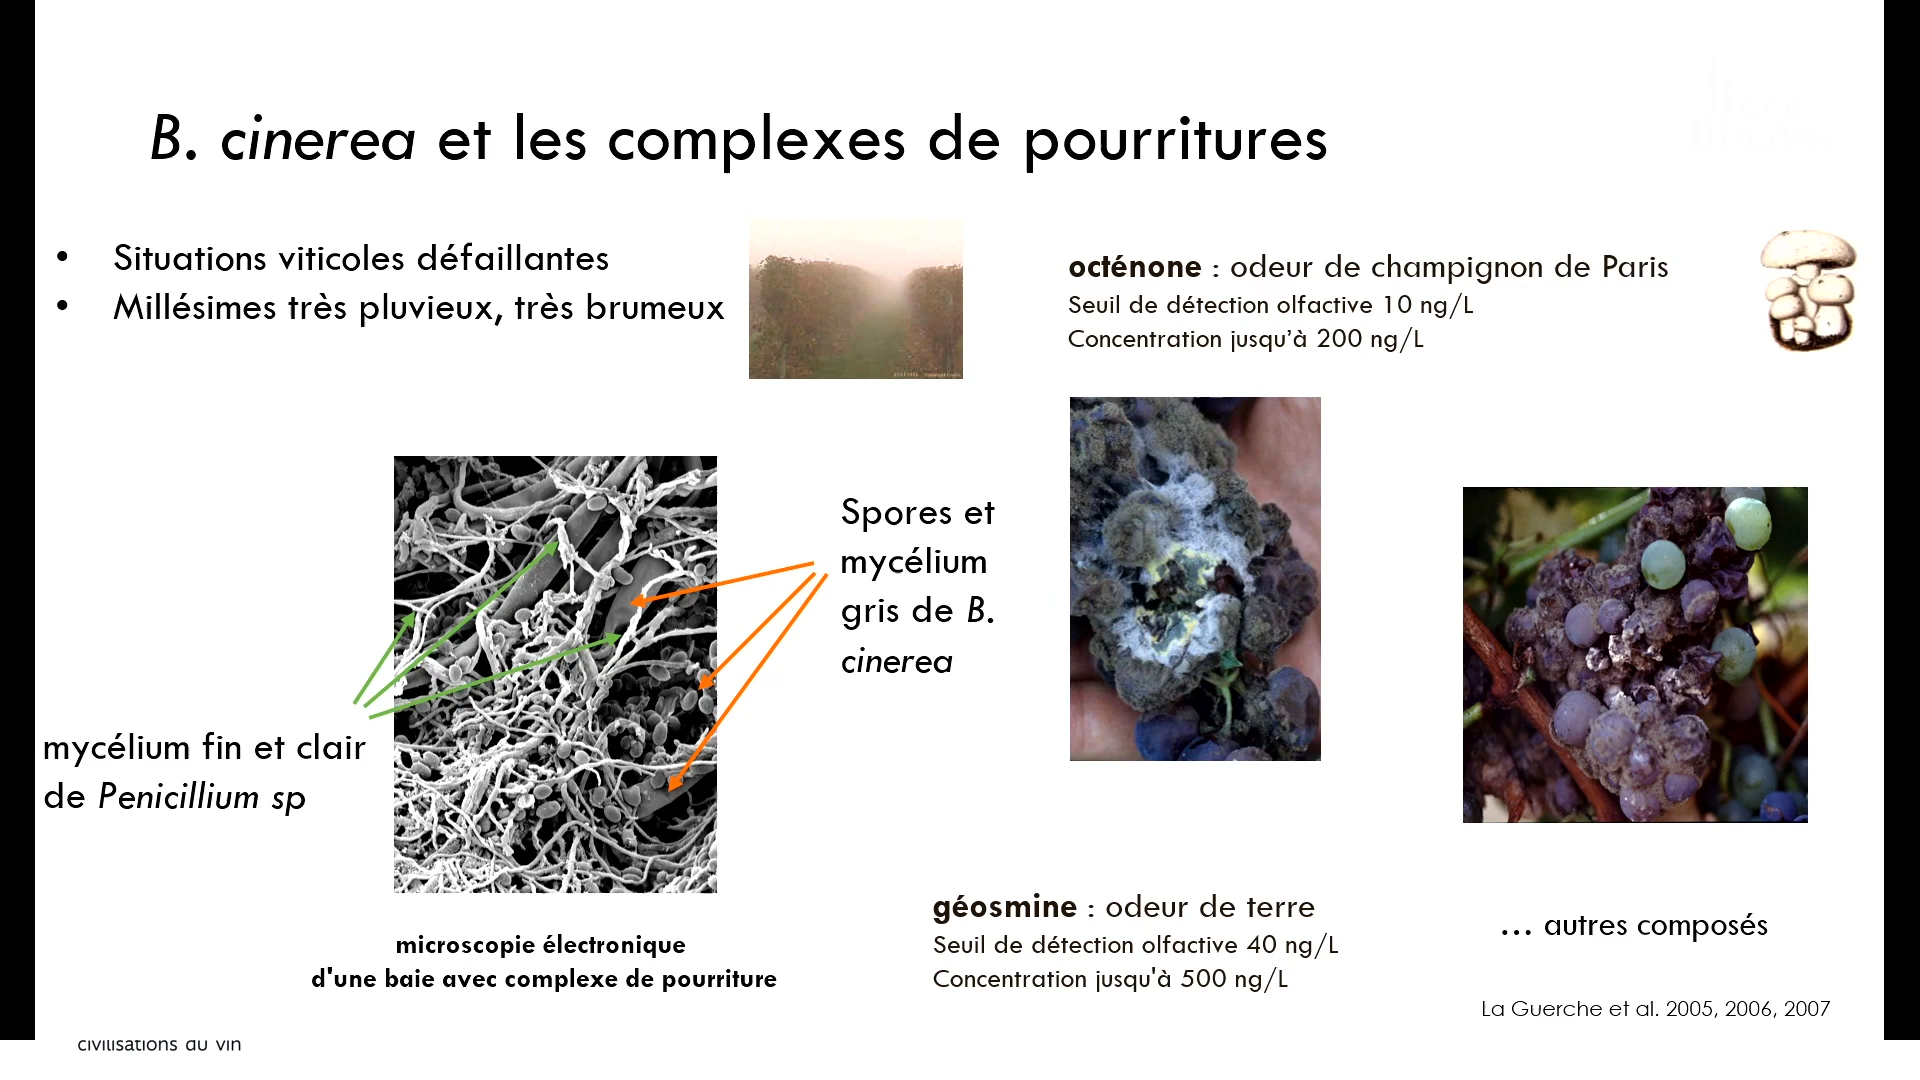 B. cinerea et les complexes de pourritures
• Situations viticoles défaillantes
• Millésimes très pluvieux, très brumeux
octénone : odeur de champignon de Paris
Seuil de détection olfactive 10 ng/L
Concentration jusqu'à 200 ng/L
Spores et
mycélium
gris de B.
cinerea
mycélium fin et clair
de Penicillium sp
microscopie électronique
d'une baie avec complexe de pourriture
géosmine : odeur de terre
Seuil de détection olfactive 40 ng/L
Concentration jusqu'à 500 ng/L
... autres composés
La Guerche et al. 2005, 2006, 2007
civilisations du vin